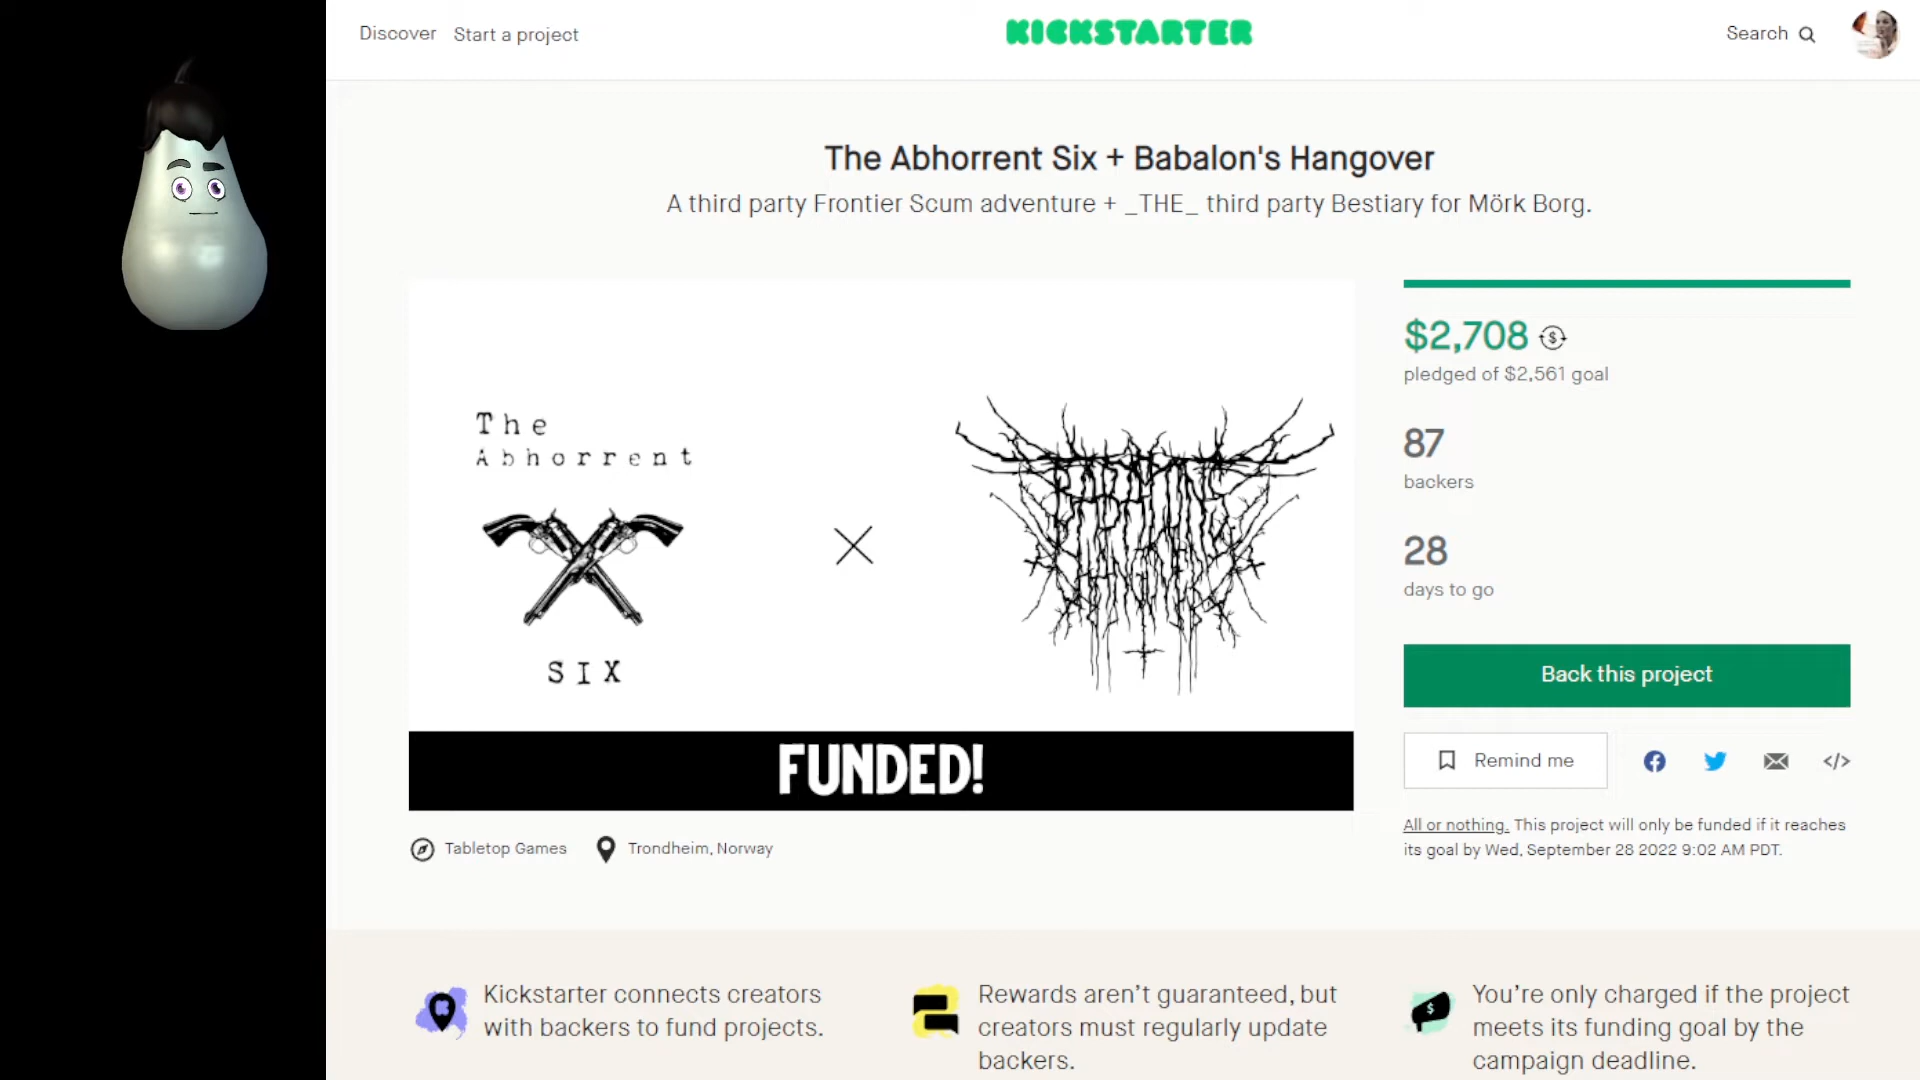 Discover Start a project
KICKSTARTER
Search
The Abhorrent Six + Babalon's Hangover
A third party Frontier Scum adventure + _THE_ third party Bestiary for Mörk Borg.
The
Abhorrent
SIX
FUNDED!
Tabletop Games
Trondheim, Norway
$2,708
pledged of $2,561 goal
87
backers
28
days to go
Back this project
Remind me
All or nothing. This project will only be funded if it reaches
its goal by Wed, September 28 2022 9:02 AM PDT.
Kickstarter connects creators
with backers to fund projects.
Rewards aren’t guaranteed, but
creators must regularly update
backers.
You’re only charged if the project
meets its funding goal by the
campaign deadline.